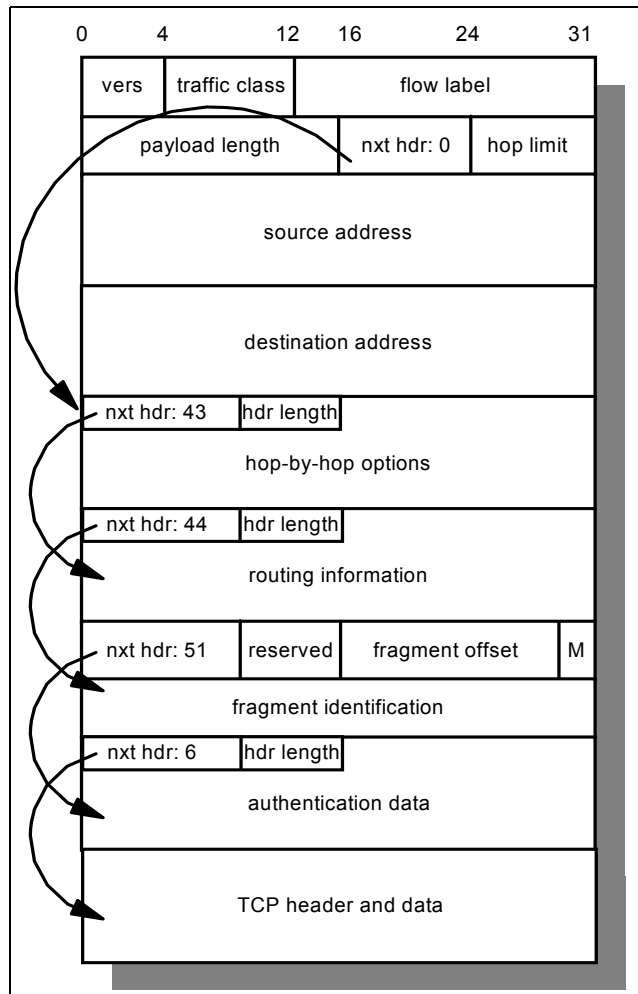 0 4 12 16 24 31
vers traffic class flow label
payload length nxt hdr: 0 hop limit
source address
destination address
nxt hdr: 43 hdr length
hop-by-hop options
nxt hdr: 44 hdr length
routing information
nxt hdr: 51 reserved fragment offset M
fragment identification
nxt hdr: 6 hdr length
authentication data
TCP header and data